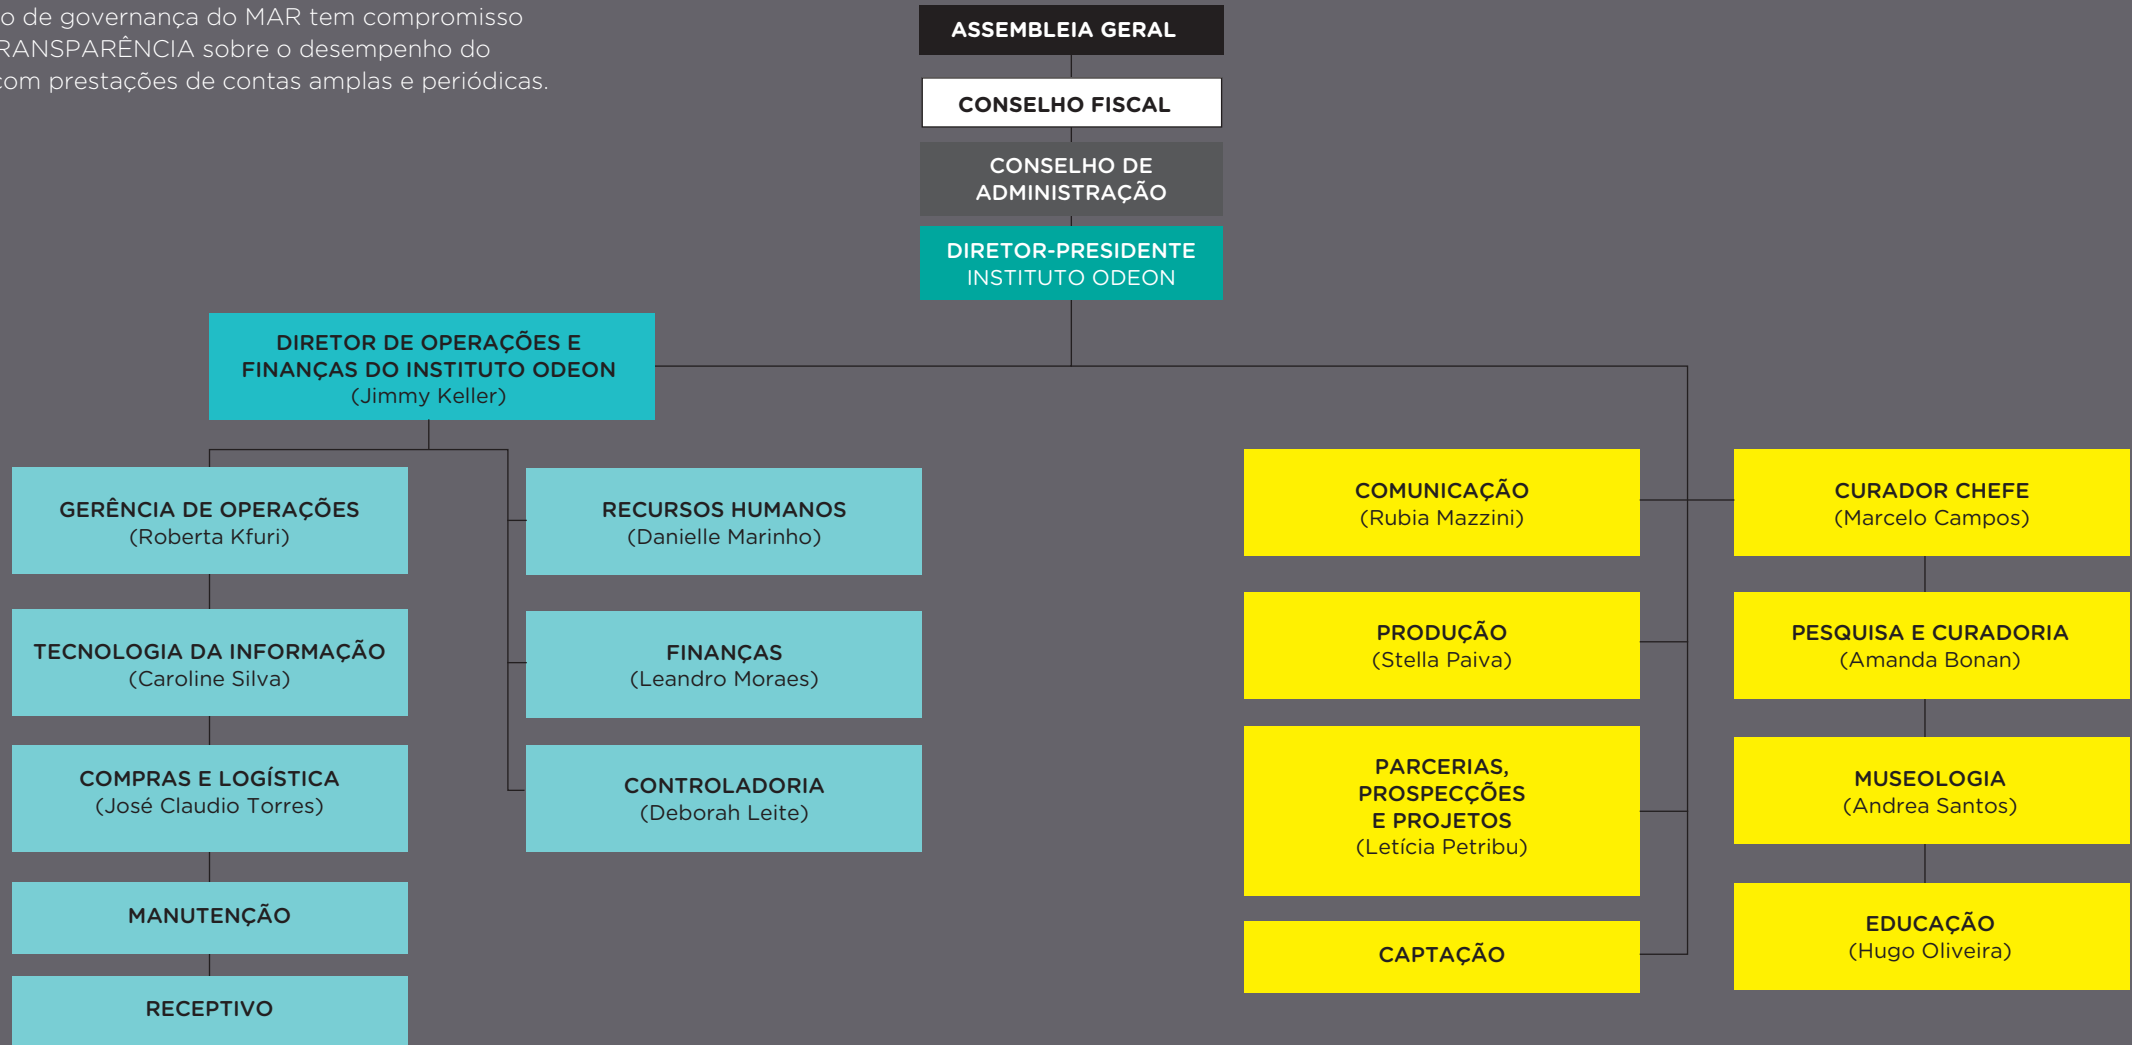 o de governança do MAR tem compromisso
TRANSPARÊNCIA sobre o desempenho do
com prestações de contas amplas e periódicas.
ASSEMBLEIA GERAL
CONSELHO FISCAL
CONSELHO DE
ADMINISTRAÇÃO
DIRETOR-PRESIDENTE
INSTITUTO ODEON
DIRETOR DE OPERAÇÕES E
FINANÇAS DO INSTITUTO ODEON
(Jimmy Keller)
GERÊNCIA DE OPERAÇÕES
(Roberta Kfuri)
TECNOLOGIA DA INFORMAÇÃO
(Caroline Silva)
COMPRAS E LOGÍSTICA
(José Claudio Torres)
MANUTENÇÃO
RECEPTIVO
RECURSOS HUMANOS
(Danielle Marinho)
FINANÇAS
(Leandro Moraes)
CONTROLADORIA
(Deborah Leite)
COMUNICAÇÃO
(Rubia Mazzini)
PRODUÇÃO
(Stella Paiva)
PARCERIAS,
PROSPECÇÕES
E PROJETOS
(Letícia Petribu)
CAPTAÇÃO
CURADOR CHEFE
(Marcelo Campos)
PESQUISA E CURADORIA
(Amanda Bonan)
MUSEOLOGIA
(Andrea Santos)
EDUCAÇÃO
(Hugo Oliveira)